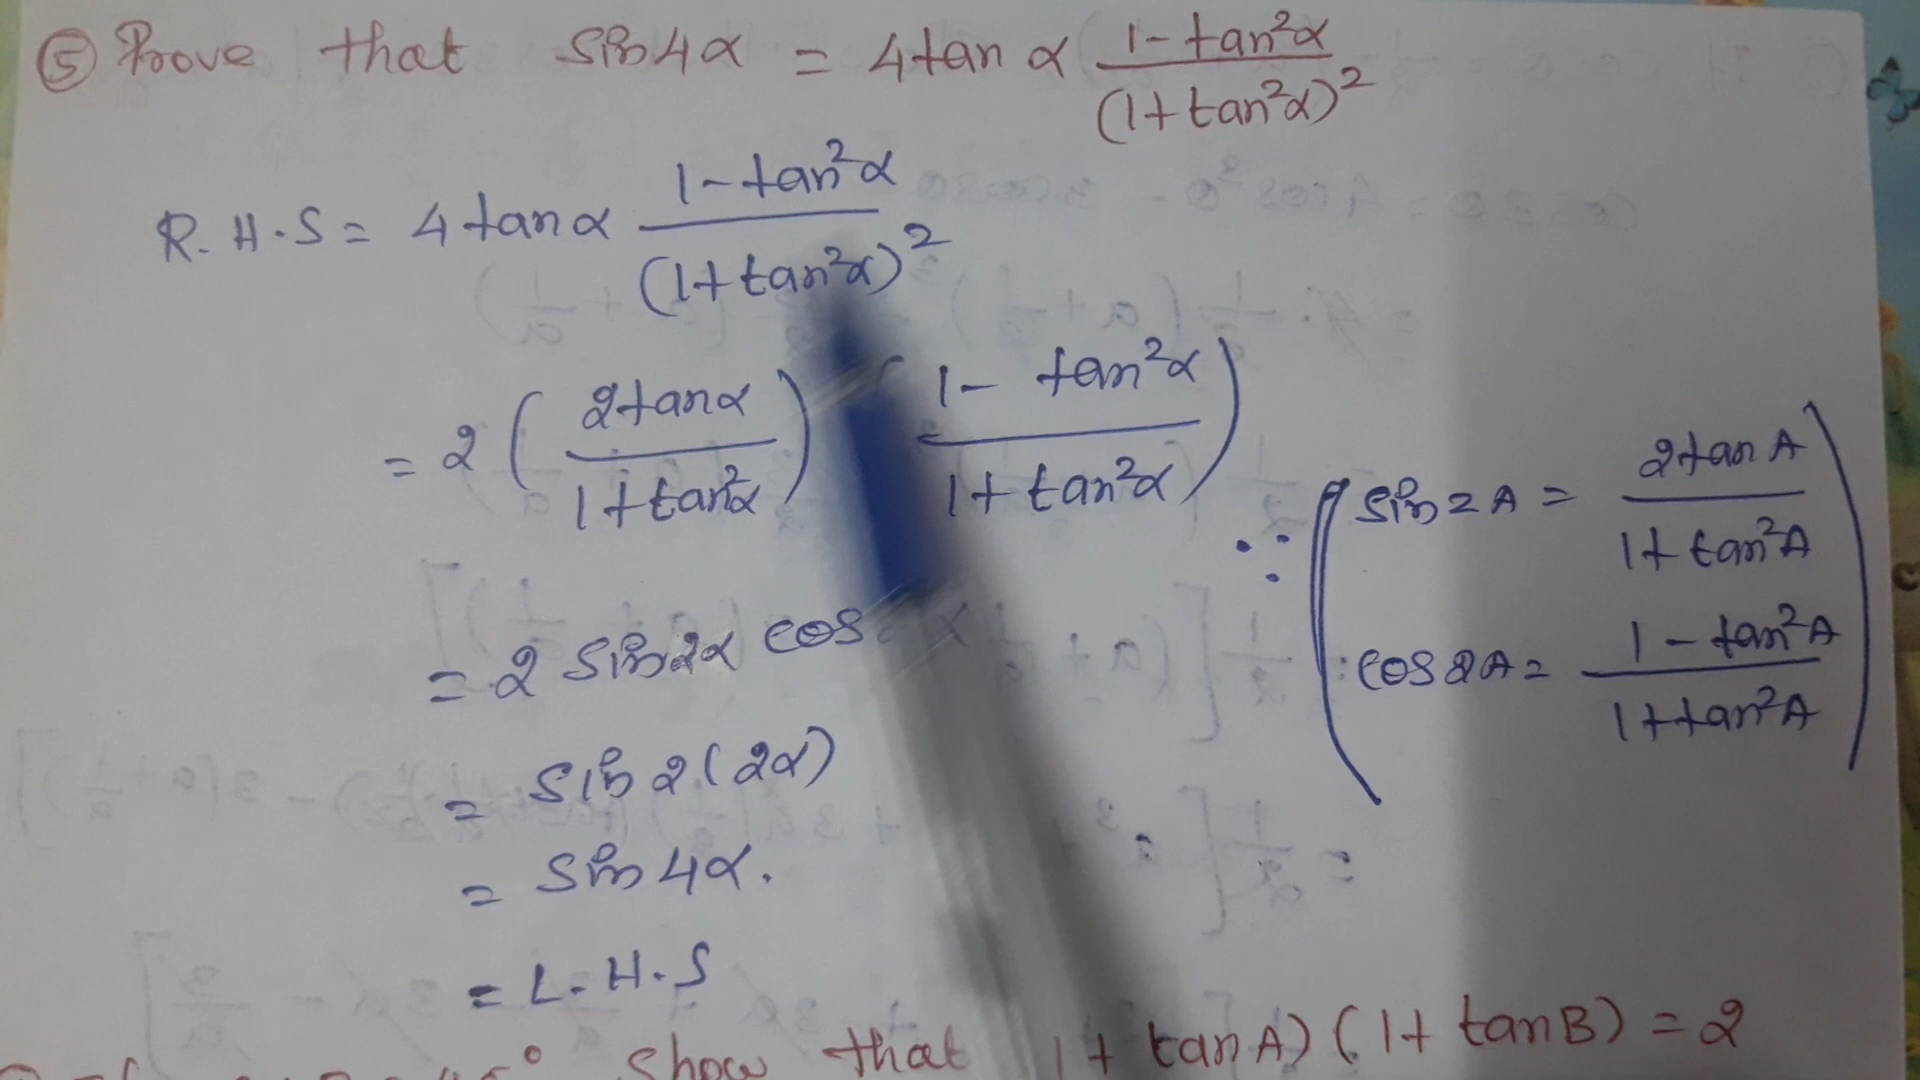 ⑤ Prove that sin4α = 4tan α (1-tan²α)/(1+tan²α)²
R.H.S = 4tanα (1-tan²α)/(1+tan²α)²
= 2 (2tanα/(1+tan²α)) (1-tan²α)/(1+tan²α))
∵ (sin2A = 2tanA/(1+tan²A)
cos2A = (1-tan²A)/(1+tan²A))
= 2 sin2α cos
= sin2(2α)
= sin4α.
= L.H.S
show that 1+tanA)(1+tanB) = 2